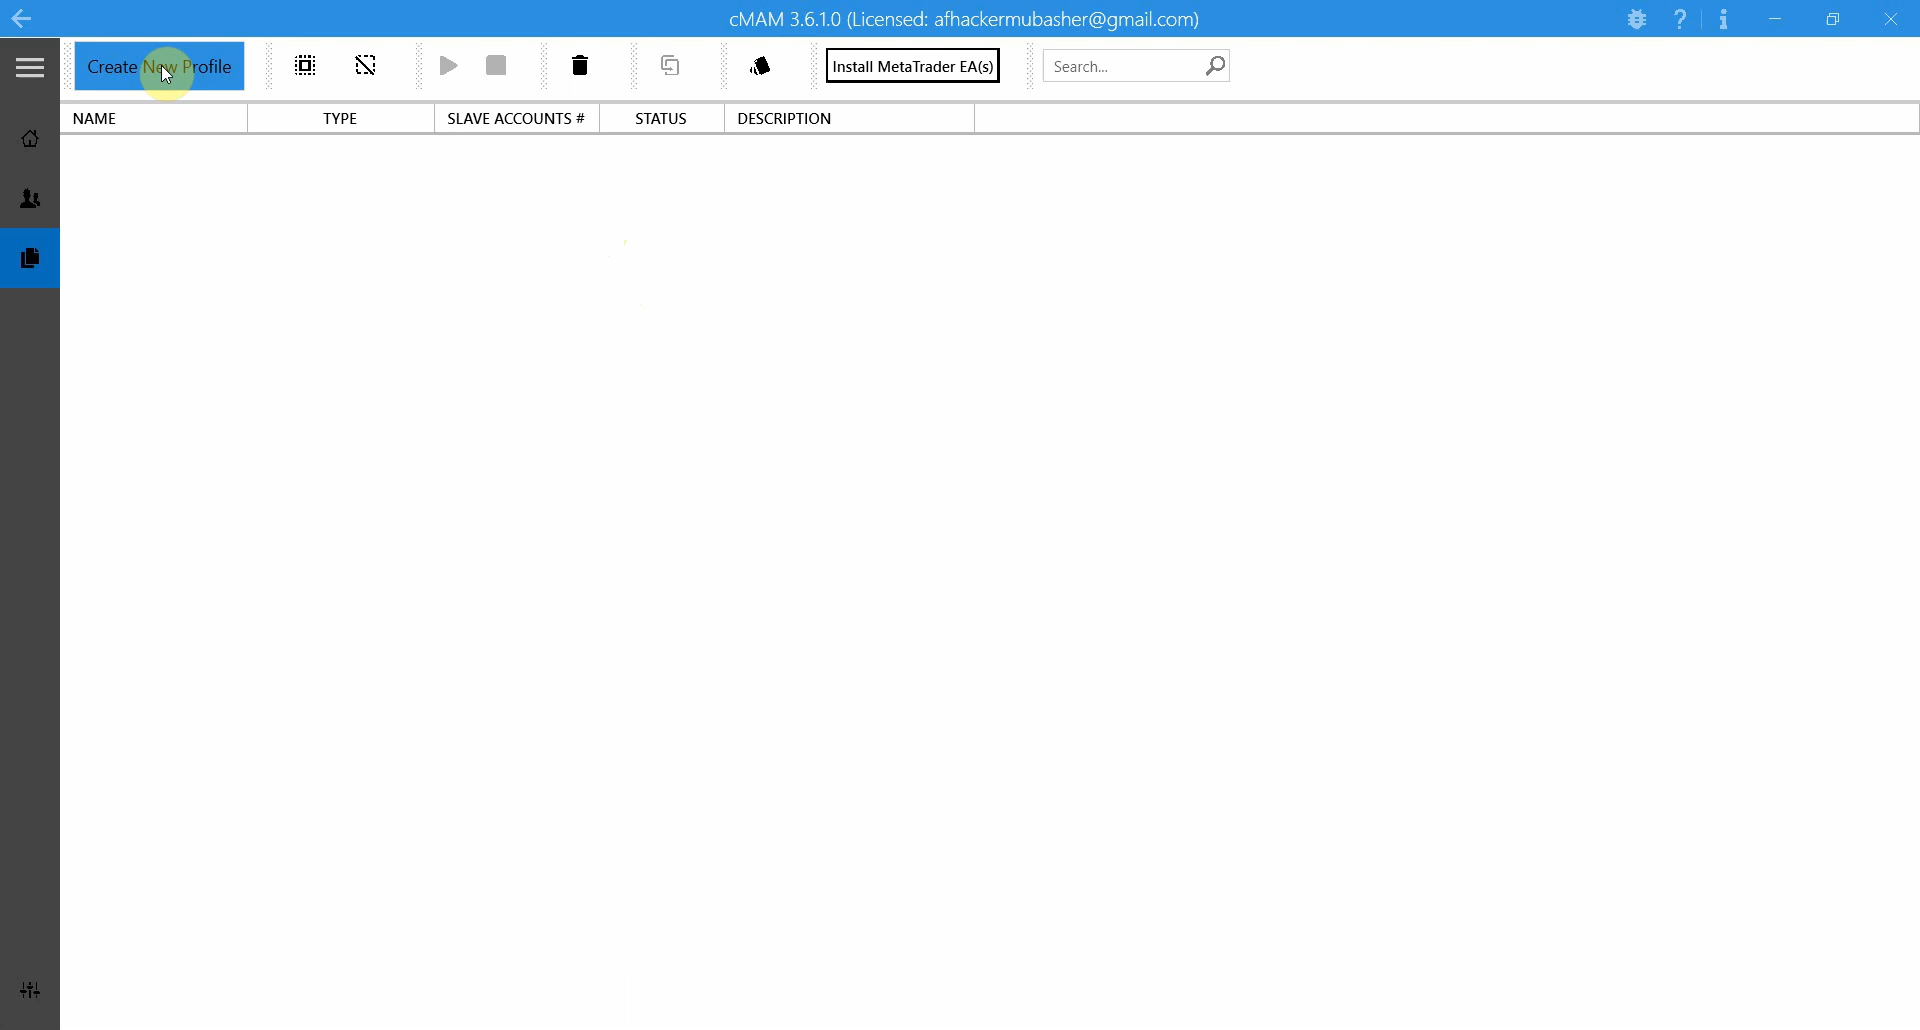 cMAM 3.6.1.0 (Licensed: afhackermubasher@gmail.com)
Create New Profile
Install MetaTrader EA(s)
Search...
NAME TYPE SLAVE ACCOUNTS # STATUS DESCRIPTION